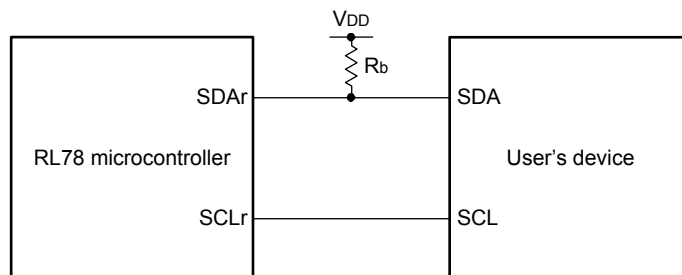 VDD
Rb
SDAr
SDA
RL78 microcontroller
User's device
SCLr
SCL